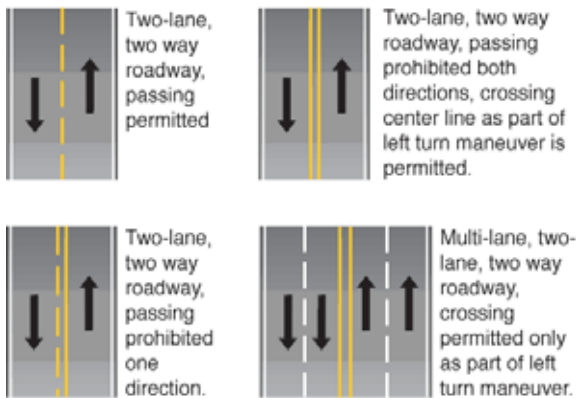 Two-lane,
two way
roadway,
passing
permitted
Two-lane, two way
roadway, passing
prohibited both
directions, crossing
center line as part of
left turn maneuver is
permitted.
Two-lane,
two way
roadway,
passing
prohibited
one
direction.
Multi-lane, two-
lane, two way
roadway,
crossing
permitted only
as part of left
turn maneuver.